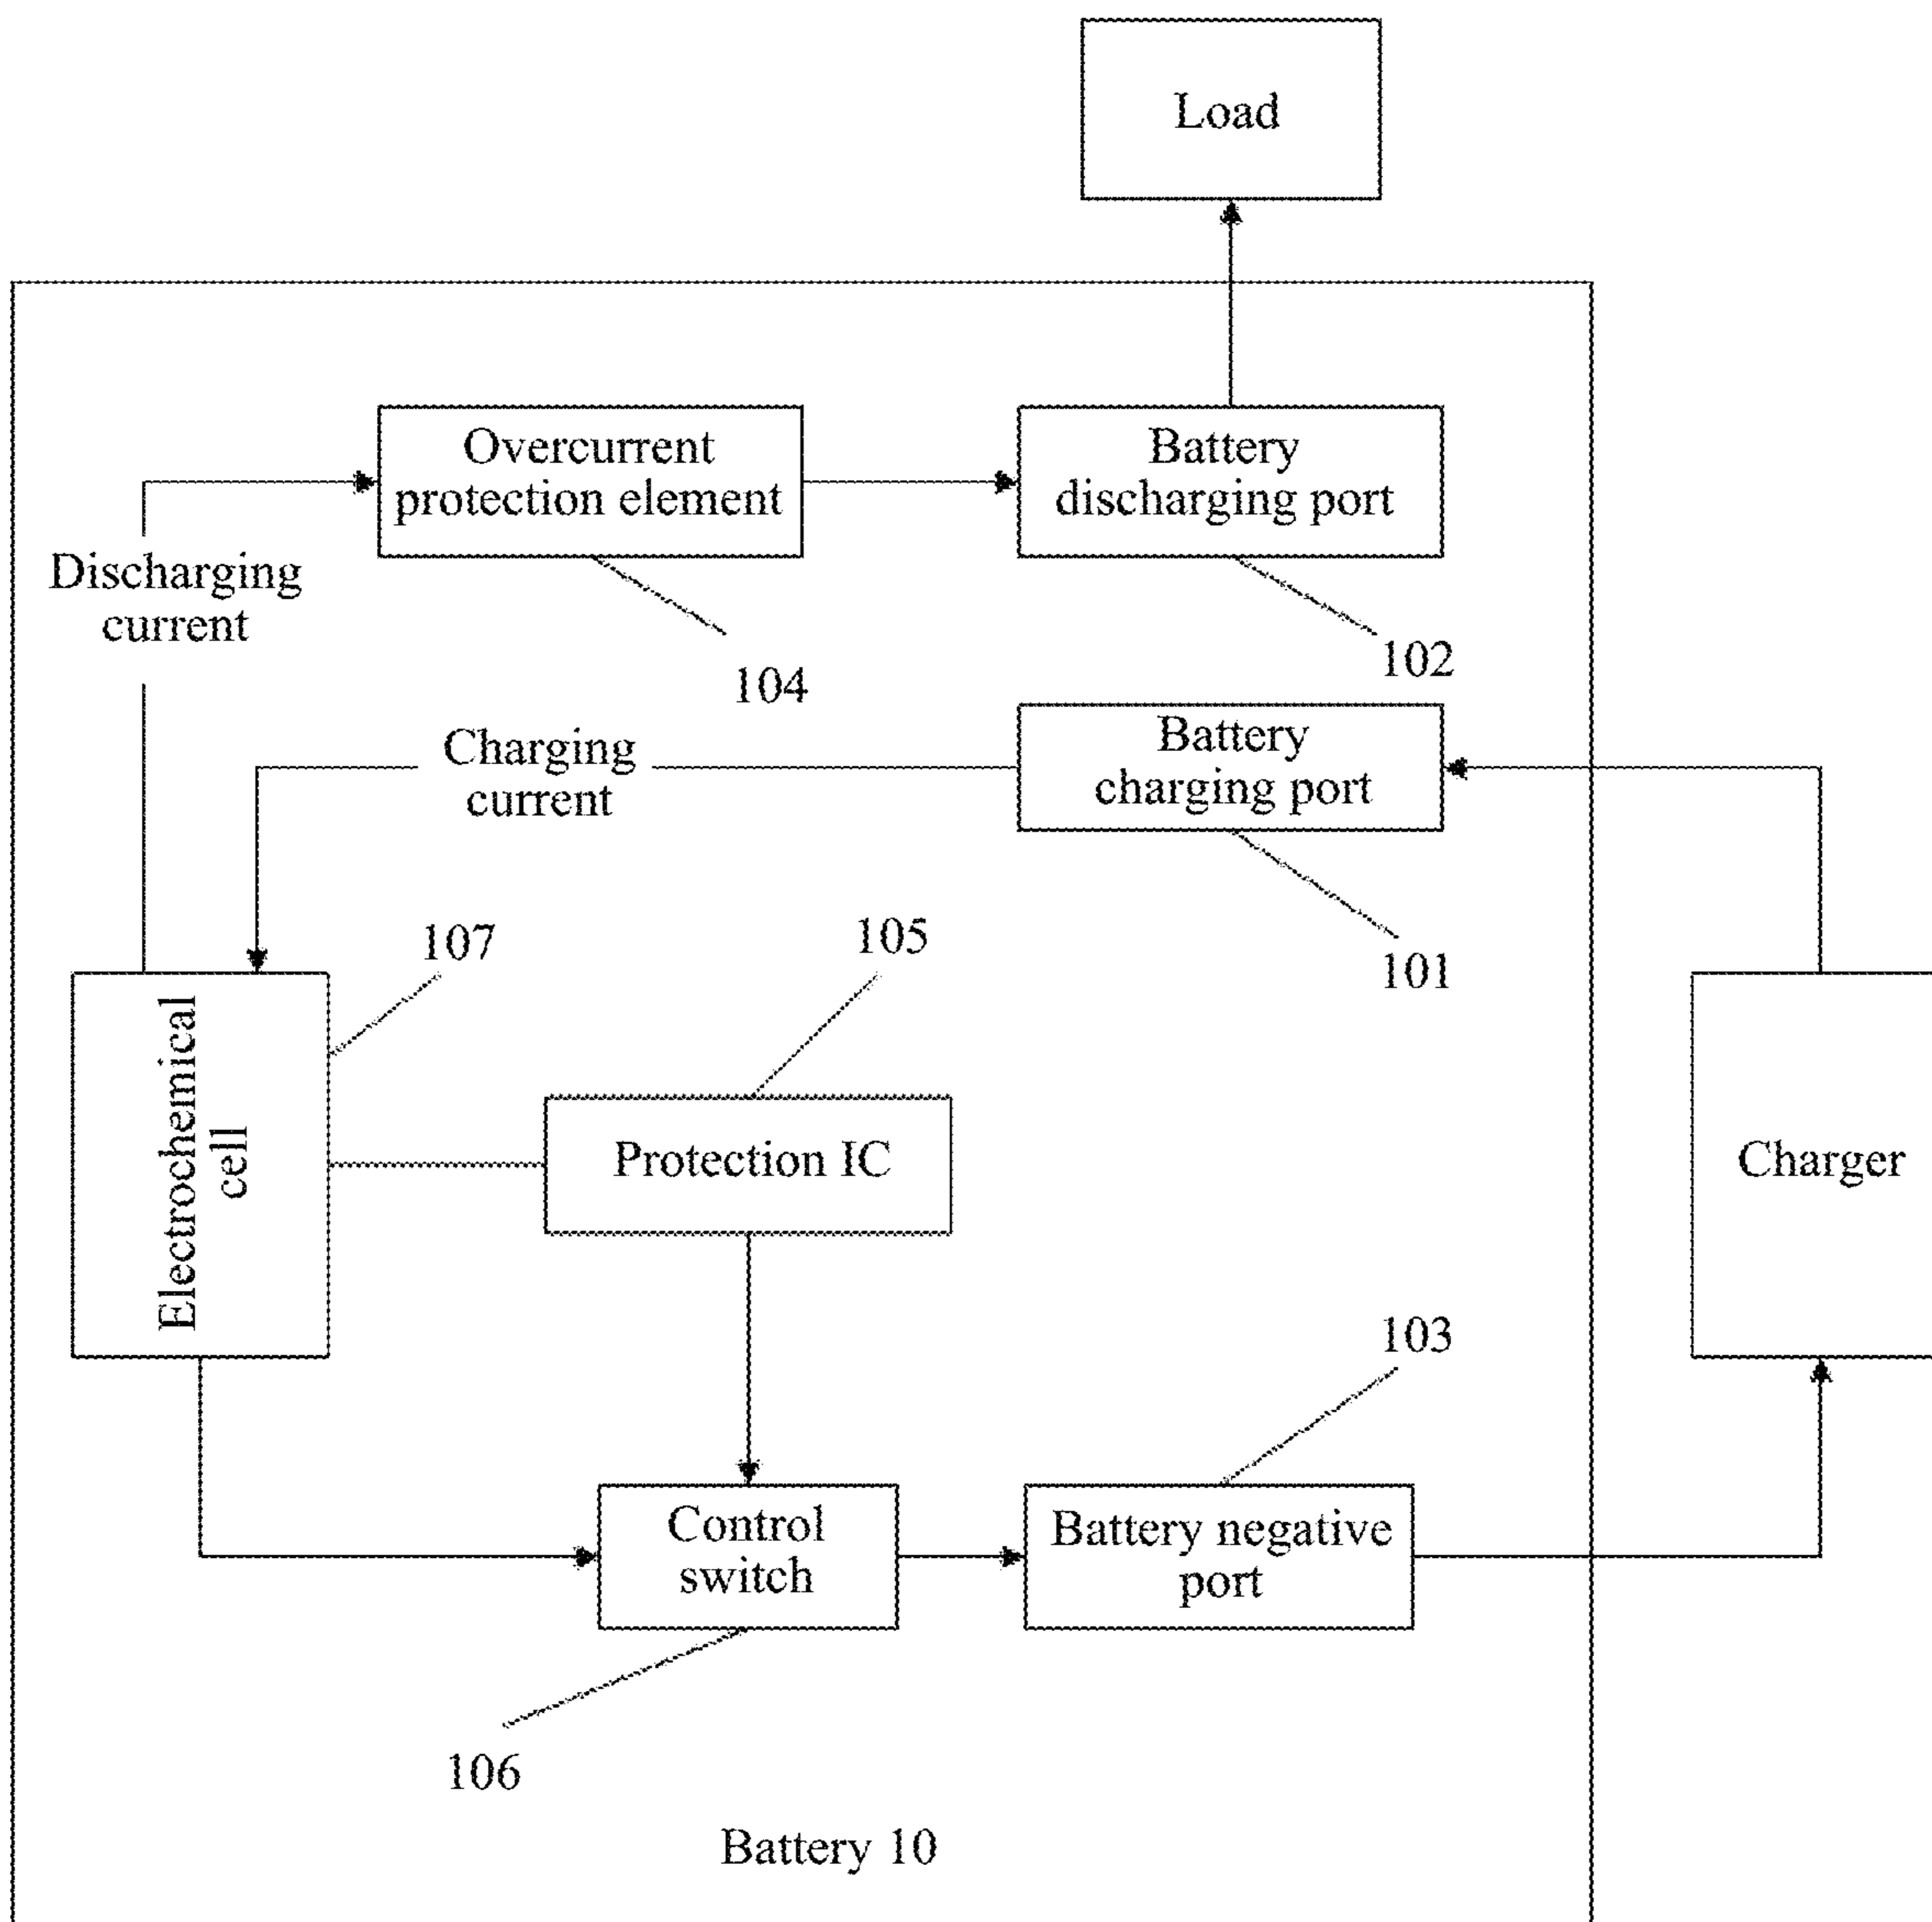 Load
Overcurrent
protection element
Battery
discharging port
Discharging
current
104
102
Charging
current
Battery
charging port
107
105
101
Electrochemical
cell
Protection IC
Charger
103
Control
switch
Battery negative
port
106
Battery 10